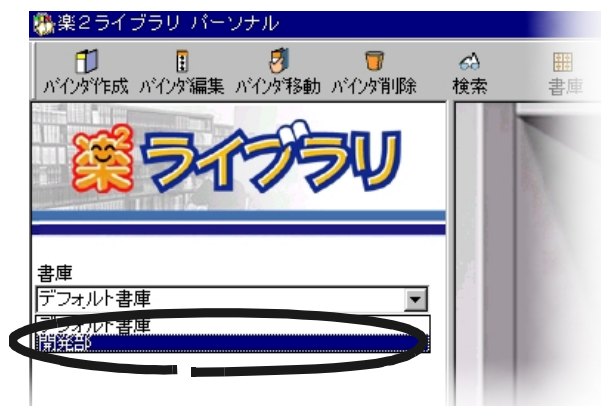 楽2ライブラリ パーソナル
バインダ作成 バインダ編集 バインダ移動 バインダ削除 検索 書庫
楽2ライブラリ
書庫
デフォルト書庫
デフォルト書庫
開発部